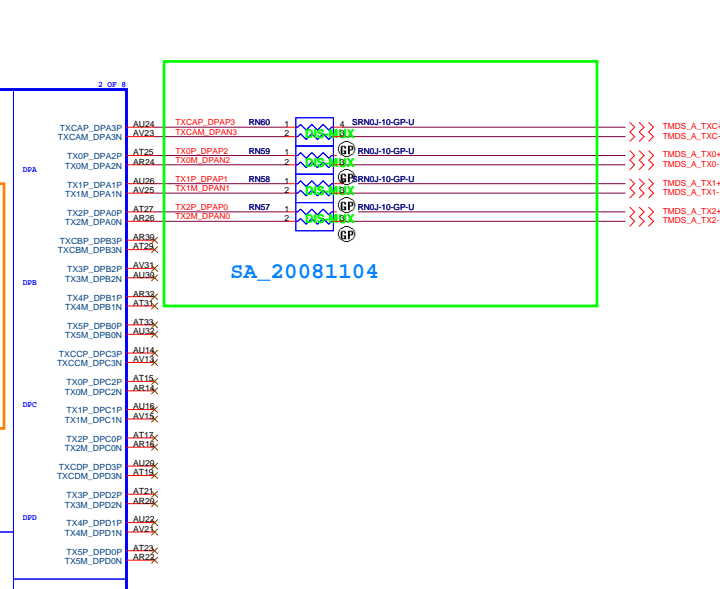 2 OF 8
TXCAP_DPA3P AU24 TXCAP_DPAP3 RN60 1 4 SRN0J-10-GP-U TMDS_A_TXC+
TXCAM_DPA3N AV23 TXCAM_DPAN3 2 DIS_MUX TMDS_A_TXC-
TX0P_DPA2P AT25 TX0P_DPAP2 RN59 1 GP RN0J-10-GP-U TMDS_A_TX0+
TX0M_DPA2N AR24 TX0M_DPAN2 2 DIS_MUX TMDS_A_TX0-
DPA
TX1P_DPA1P AU26 TX1P_DPAP1 RN58 1 GP SRN0J-10-GP-U TMDS_A_TX1+
TX1M_DPA1N AV25 TX1M_DPAN1 2 DIS_MUX TMDS_A_TX1-
TX2P_DPA0P AT27 TX2P_DPAP0 RN57 1 GP RN0J-10-GP-U TMDS_A_TX2+
TX2M_DPA0N AR26 TX2M_DPAN0 2 DIS_MUX TMDS_A_TX2-
GP
TXCBP_DPB3P AR30
TXCBM_DPB3N AT29
TX3P_DPB2P AV31
TX3M_DPB2N AU30
SA_20081104
DPB
TX4P_DPB1P AR32
TX4M_DPB1N AT31
TX5P_DPB0P AT33
TX5M_DPB0N AU32
TXCCP_DPC3P AU14
TXCCM_DPC3N AV13
TX0P_DPC2P AT15
TX0M_DPC2N AR14
DPC
TX1P_DPC1P AU16
TX1M_DPC1N AV15
TX2P_DPC0P AT17
TX2M_DPC0N AR16
TXCDP_DPD3P AU20
TXCDM_DPD3N AT19
TX3P_DPD2P AT21
TX3M_DPD2N AR20
DPD
TX4P_DPD1P AU22
TX4M_DPD1N AV21
TX5P_DPD0P AT23
TX5M_DPD0N AR22